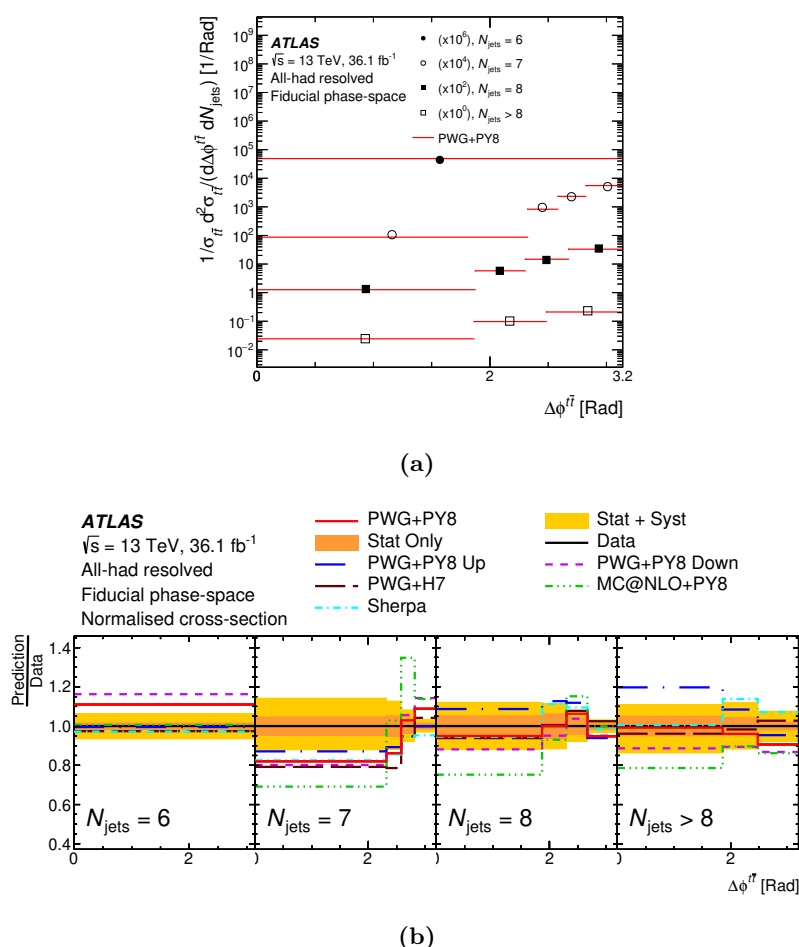 1/σ_tt̄ d²σ_tt̄/(dΔϕ^tt̄ dN_jets) [1/Rad]
10⁹
10⁸
10⁷
10⁶
10⁵
10⁴
10³
10²
10
1
10⁻¹
10⁻²
ATLAS
√s = 13 TeV, 36.1 fb⁻¹
All-had resolved
Fiducial phase-space
(x10⁶), N_jets = 6
(x10⁴), N_jets = 7
(x10²), N_jets = 8
(x10⁰), N_jets > 8
PWG+PY8
0 2 3.2
Δϕ^tt̄ [Rad]
(a)
ATLAS
√s = 13 TeV, 36.1 fb⁻¹
All-had resolved
Fiducial phase-space
Normalised cross-section
PWG+PY8
Stat Only
PWG+PY8 Up
PWG+H7
Sherpa
Stat + Syst
Data
PWG+PY8 Down
MC@NLO+PY8
Prediction
Data
1.4
1.2
1.0
0.8
0.6
0.4
N_jets = 6 N_jets = 7 N_jets = 8 N_jets > 8
0 2 0 2 0 2 0 2
Δϕ^tt̄ [Rad]
(b)